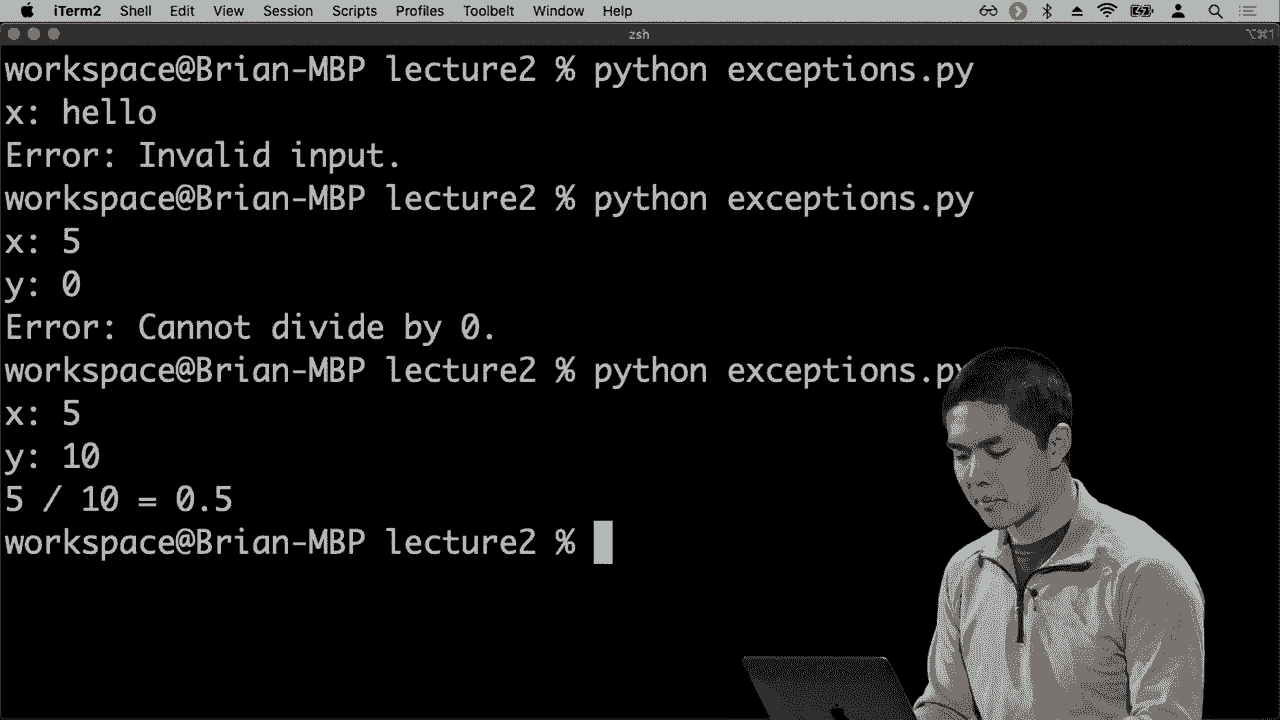 iTerm2 Shell Edit View Session Scripts Profiles Toolbelt Window Help
zsh ⌥⌘1
workspace@Brian-MBP lecture2 % python exceptions.py
x: hello
Error: Invalid input.
workspace@Brian-MBP lecture2 % python exceptions.py
x: 5
y: 0
Error: Cannot divide by 0.
workspace@Brian-MBP lecture2 % python exceptions.py
x: 5
y: 10
5 / 10 = 0.5
workspace@Brian-MBP lecture2 %